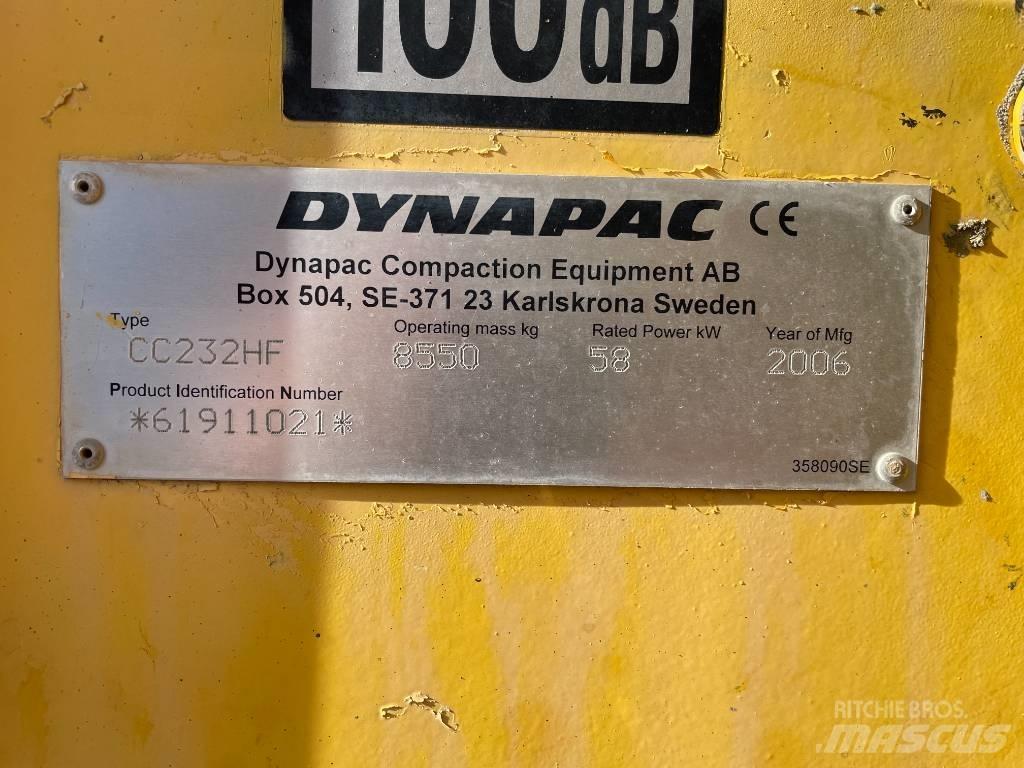 100dB
DYNAPAC CE
Dynapac Compaction Equipment AB
Box 504, SE-371 23 Karlskrona Sweden
Type Operating mass kg Rated Power kW Year of Mfg
CC232HF 8550 58 2006
Product Identification Number
*61911021*
358090SE
RITCHIE BROS.
MASCUS